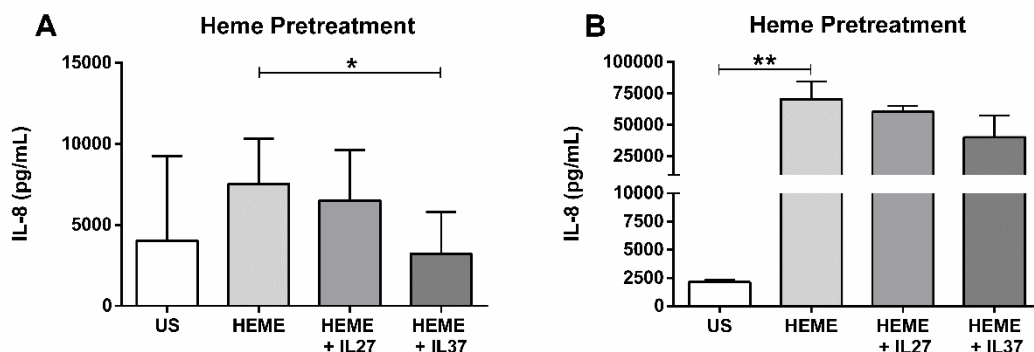 A
Heme Pretreatment
IL-8 (pg/mL)
15000
10000
5000
0
*
US
HEME
HEME
+ IL27
HEME
+ IL37
B
Heme Pretreatment
IL-8 (pg/mL)
100000
75000
50000
25000
10000
7500
5000
2500
0
**
US
HEME
HEME
+ IL27
HEME
+ IL37